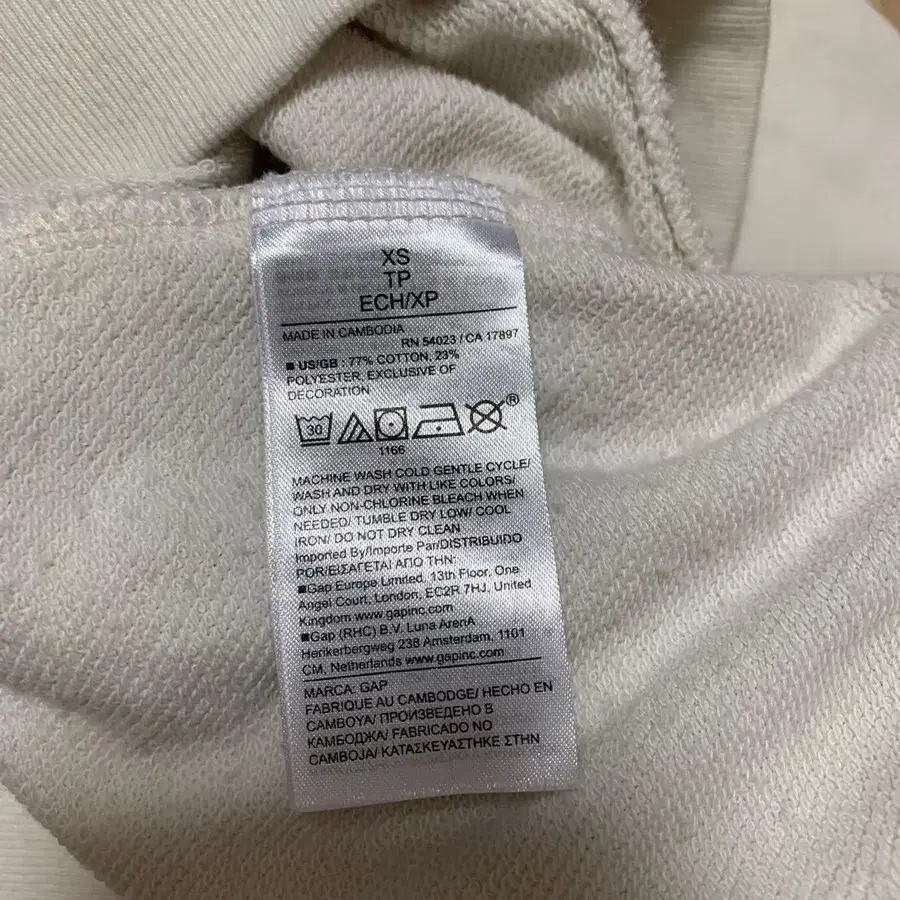 XS
TP
ECH/XP
MADE IN CAMBODIA
RN 54023 / CA 17897
■ US/GB : 77% COTTON, 23%
POLYESTER, EXCLUSIVE OF
DECORATION
30
®
1166
MACHINE WASH COLD GENTLE CYCLE/
WASH AND DRY WITH LIKE COLORS/
ONLY NON-CHLORINE BLEACH WHEN
NEEDED/ TUMBLE DRY LOW/ COOL
IRON/ DO NOT DRY CLEAN
Imported By/Importe Par/DISTRIBUIDO
POR/ΕΙΣΑΓΕΤΑΙ ΑΠΟ ΤΗΝ:
■Gap Europe Limited, 13th Floor, One
Angel Court, London, EC2R 7HJ, United
Kingdom www.gapinc.com
■Gap (RHC) B.V. Luna ArenA
Herikerbergweg 238 Amsterdam, 1101
CM, Netherlands www.gapinc.com
MARCA: GAP
FABRIQUE AU CAMBODGE/ HECHO EN
CAMBOYA/ ПРОИЗВЕДЕНО В
КАМБОДЖА/ FABRICADO NO
CAMBOJA/ ΚΑΤΑΣΚΕΥΑΣΤΗΚΕ ΣΤΗΝ